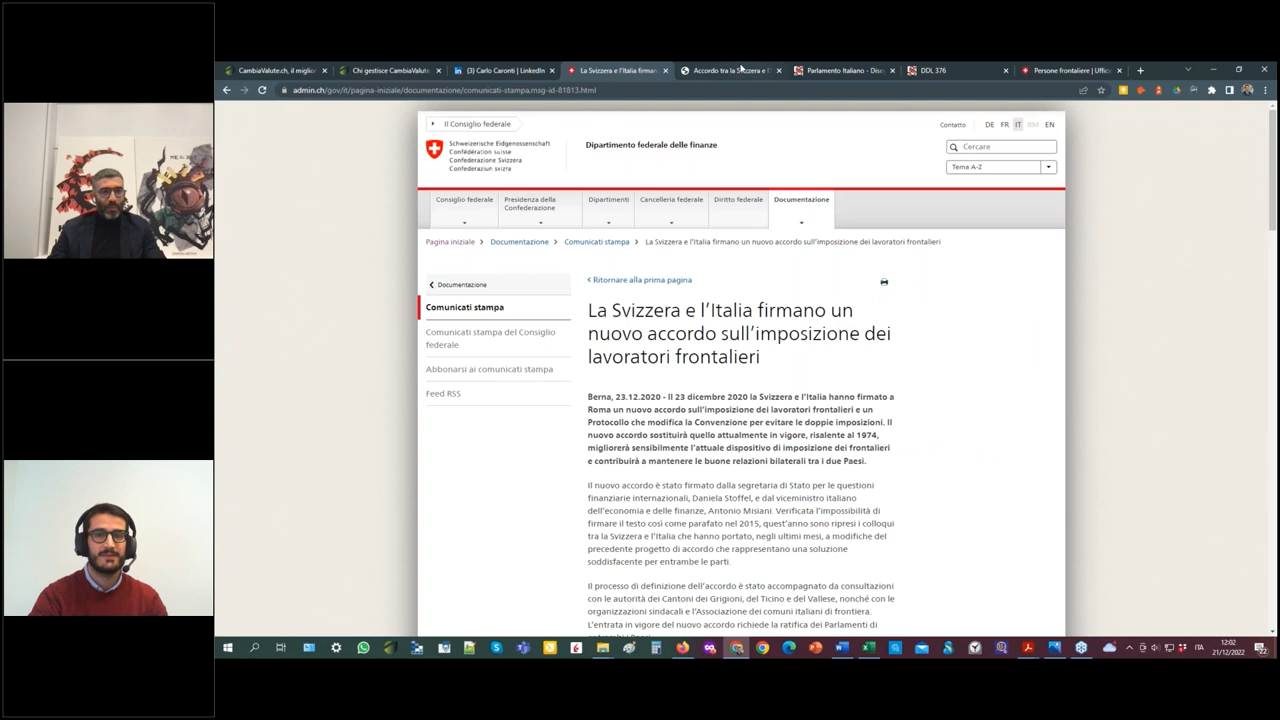 CambiaValute.ch, il miglior
Chi gestisce CambiaValute
(3) Carlo Caronti | LinkedIn
La Svizzera e l'Italia firman
Accordo tra la Svizzera e l'I
Parlamento Italiano - Dise
DDL 376
Persone frontaliere | Uffic
admin.ch/gov/it/pagina-iniziale/documentazione/comunicati-stampa.msg-id-81813.html
Il Consiglio federale
Contatto
DE FR IT RM EN
Schweizerische Eidgenossenschaft
Confédération suisse
Confederazione Svizzera
Confederaziun svizra
Dipartimento federale delle finanze
Cercare
Tema A-Z
Consiglio federale
Presidenza della
Confederazione
Dipartimenti
Cancelleria federale
Diritto federale
Documentazione
Pagina iniziale
Documentazione
Comunicati stampa
La Svizzera e l'Italia firmano un nuovo accordo sull'imposizione dei lavoratori frontalieri
Documentazione
Comunicati stampa
Comunicati stampa del Consiglio
federale
Abbonarsi ai comunicati stampa
Feed RSS
Ritornare alla prima pagina
La Svizzera e l'Italia firmano un
nuovo accordo sull'imposizione dei
lavoratori frontalieri
Berna, 23.12.2020 - Il 23 dicembre 2020 la Svizzera e l'Italia hanno firmato a
Roma un nuovo accordo sull'imposizione dei lavoratori frontalieri e un
Protocollo che modifica la Convenzione per evitare le doppie imposizioni. Il
nuovo accordo sostituirà quello attualmente in vigore, risalente al 1974,
migliorerà sensibilmente l'attuale dispositivo di imposizione dei frontalieri
e contribuirà a mantenere le buone relazioni bilaterali tra i due Paesi.
Il nuovo accordo è stato firmato dalla segretaria di Stato per le questioni
finanziarie internazionali, Daniela Stoffel, e dal viceministro italiano
dell'economia e delle finanze, Antonio Misiani. Verificata l'impossibilità di
firmare il testo così come parafato nel 2015, quest'anno sono ripresi i colloqui
tra la Svizzera e l'Italia che hanno portato, negli ultimi mesi, a modifiche del
precedente progetto di accordo che rappresentano una soluzione
soddisfacente per entrambe le parti.
Il processo di definizione dell'accordo è stato accompagnato da consultazioni
con le autorità dei Cantoni dei Grigioni, del Ticino e del Vallese, nonché con le
organizzazioni sindacali e l'Associazione dei comuni italiani di frontiera.
L'entrata in vigore del nuovo accordo richiede la ratifica dei Parlamenti di
ITA
12:02
21/12/2022